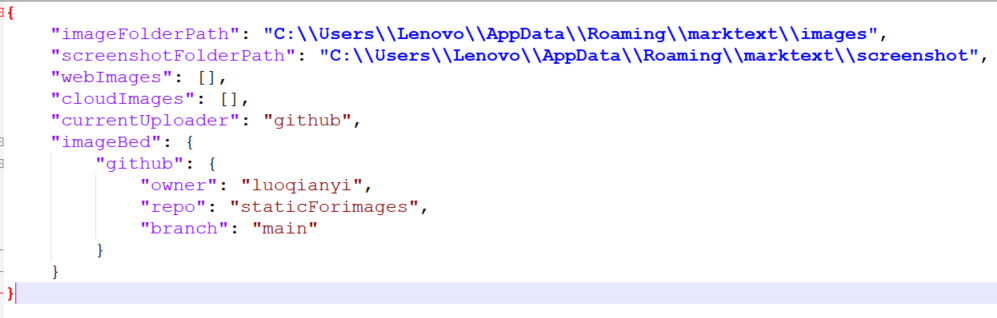 {
    "imageFolderPath": "C:\\Users\\Lenovo\\AppData\\Roaming\\marktext\\images",
    "screenshotFolderPath": "C:\\Users\\Lenovo\\AppData\\Roaming\\marktext\\screenshot",
    "webImages": [],
    "cloudImages": [],
    "currentUploader": "github",
    "imageBed": {
        "github": {
            "owner": "luoqianyi",
            "repo": "staticForimages",
            "branch": "main"
        }
    }
}